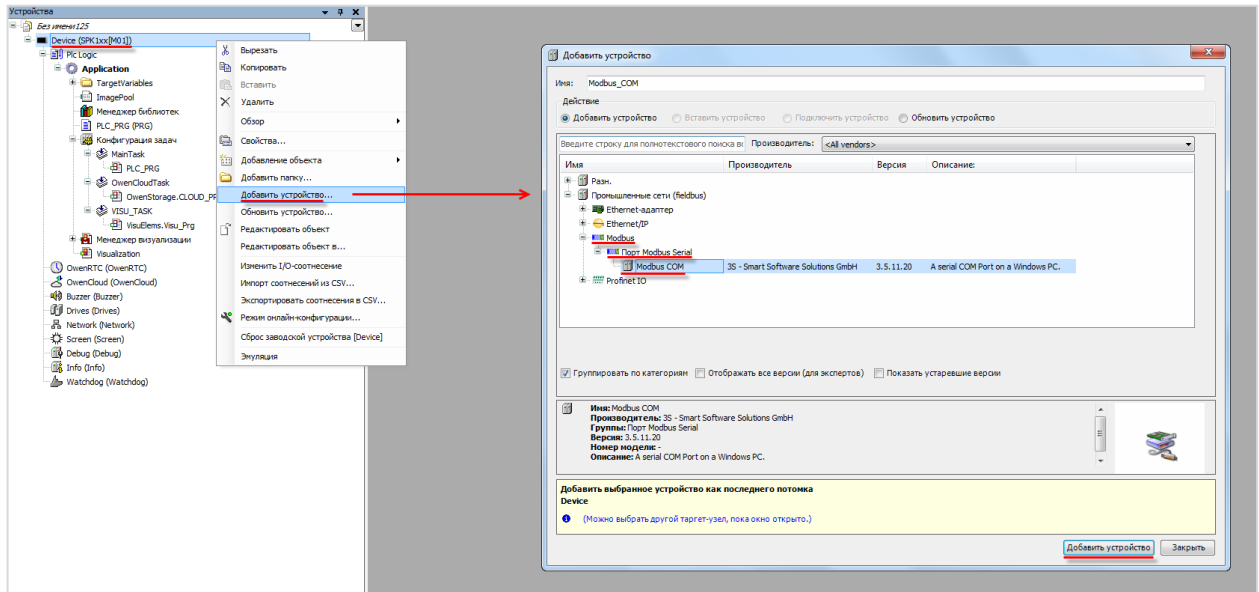 Устройства
Без имени125
Device (SPK1xx[M01])
Plc Logic
Application
TargetVariables
ImagePool
Менеджер библиотек
PLC_PRG (PRG)
Конфигурация задач
MainTask
PLC_PRG
OwenCloudTask
OwenStorage.CLOUD_PF
VISU_TASK
VisuElems.Visu_Prg
Менеджер визуализации
Visualization
OwenRTC (OwenRTC)
OwenCloud (OwenCloud)
Buzzer (Buzzer)
Drives (Drives)
Network (Network)
Screen (Screen)
Debug (Debug)
Info (Info)
Watchdog (Watchdog)
Вырезать
Копировать
Вставить
Удалить
Обзор
Свойства...
Добавление объекта
Добавить папку...
Добавить устройство...
Обновить устройство...
Редактировать объект
Редактировать объект в...
Изменить I/O-соотнесение
Импорт соотнесений из CSV...
Экспортировать соотнесения в CSV...
Режим онлайн-конфигурации...
Сброс заводской устройства [Device]
Эмуляция
Добавить устройство
Имя: Modbus_COM
Действие
Добавить устройство Вставить устройство Подключить устройство Обновить устройство
Введите строку для полнотекстового поиска во Производитель: <All vendors>
Имя Производитель Версия Описание:
Разн.
Промышленные сети (fieldbus)
Ethernet-адаптер
Ethernet/IP
Modbus
Порт Modbus Serial
Modbus COM 3S - Smart Software Solutions GmbH 3.5.11.20 A serial COM Port on a Windows PC.
Profinet IO
Группировать по категориям Отображать все версии (для экспертов) Показать устаревшие версии
Имя: Modbus COM
Производитель: 3S - Smart Software Solutions GmbH
Группы: Порт Modbus Serial
Версия: 3.5.11.20
Номер модели: -
Описание: A serial COM Port on a Windows PC.
Добавить выбранное устройство как последнего потомка
Device
(Можно выбрать другой таргет-узел, пока окно открыто.)
Добавить устройство Закрыть